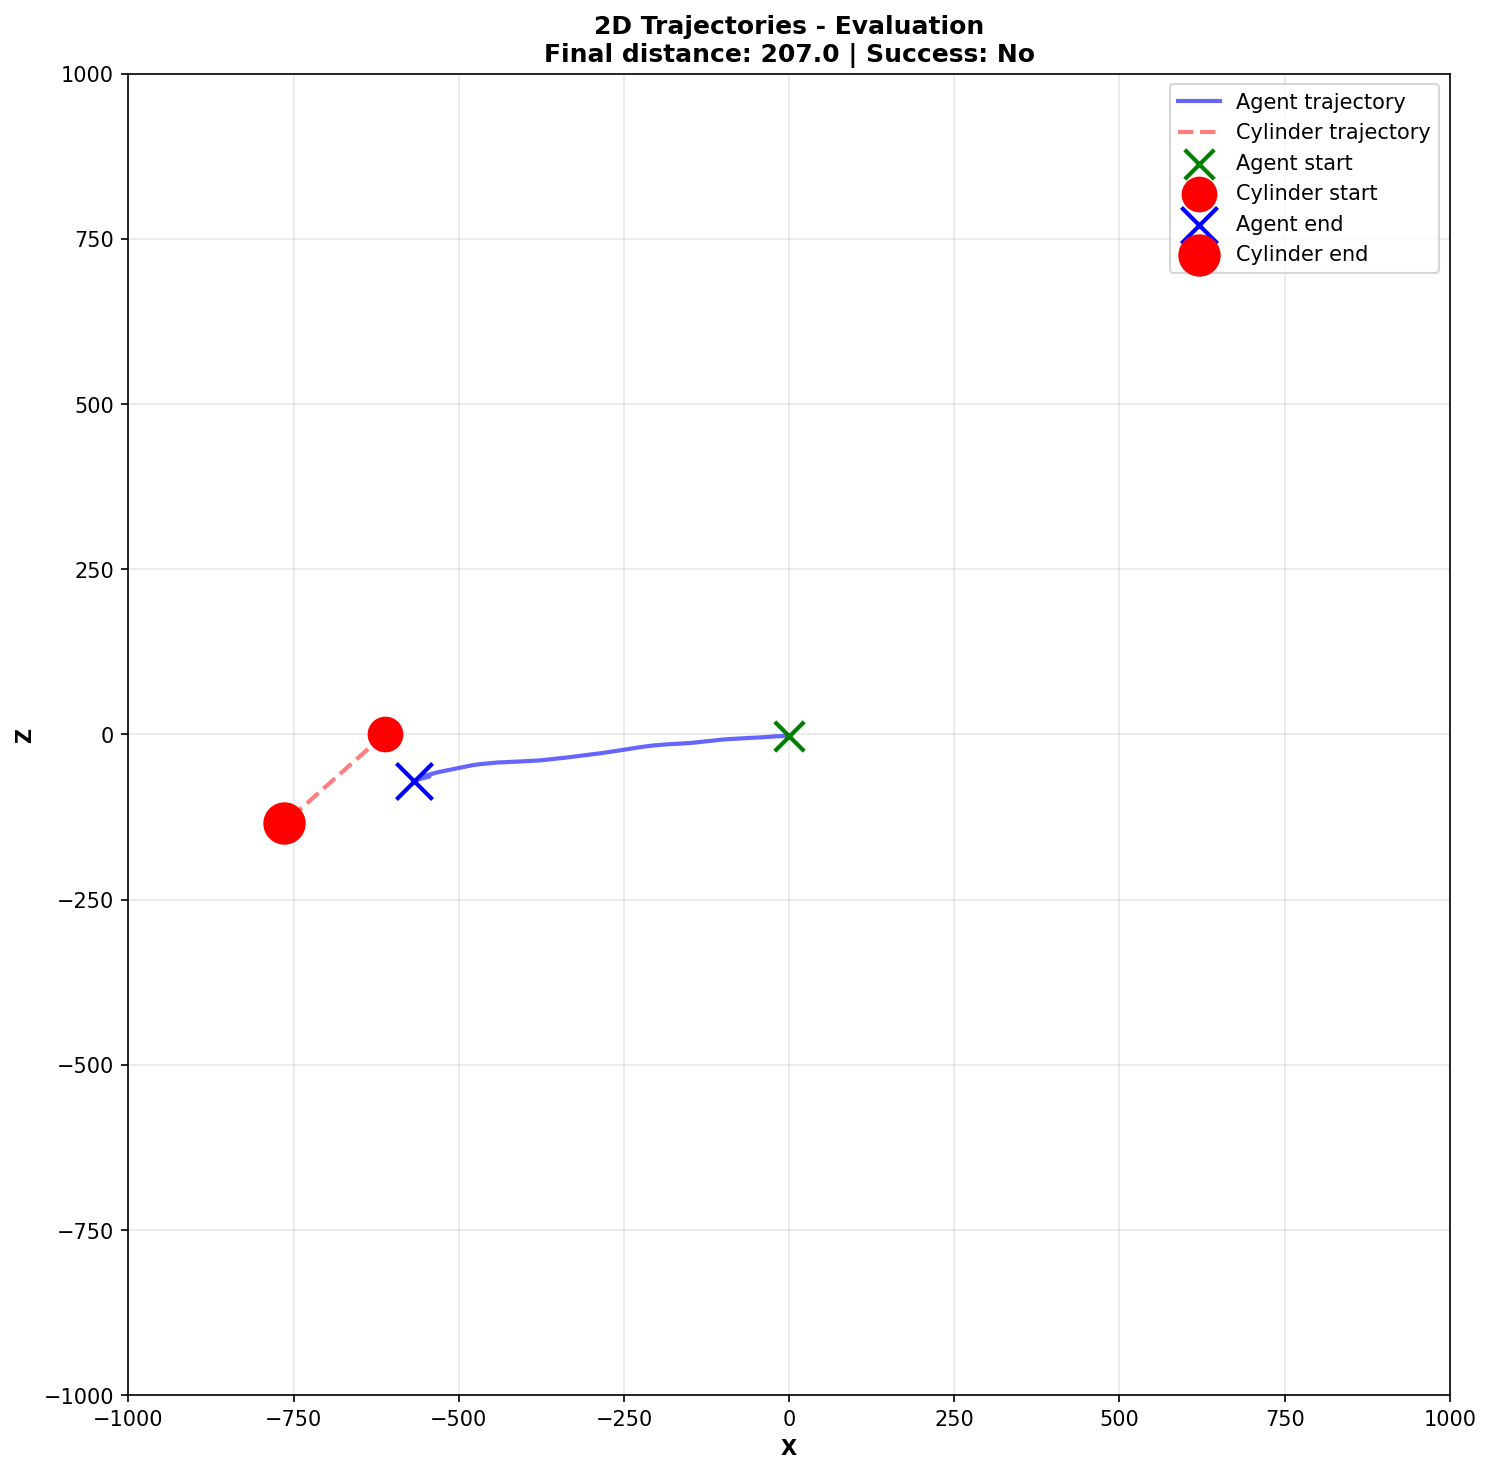 2D Trajectories - Evaluation
Final distance: 207.0 | Success: No
Agent trajectory
Cylinder trajectory
Agent start
Cylinder start
Agent end
Cylinder end
1000
750
500
250
0
−250
−500
−750
−1000
Z
−1000
−750
−500
−250
0
250
500
750
1000
X